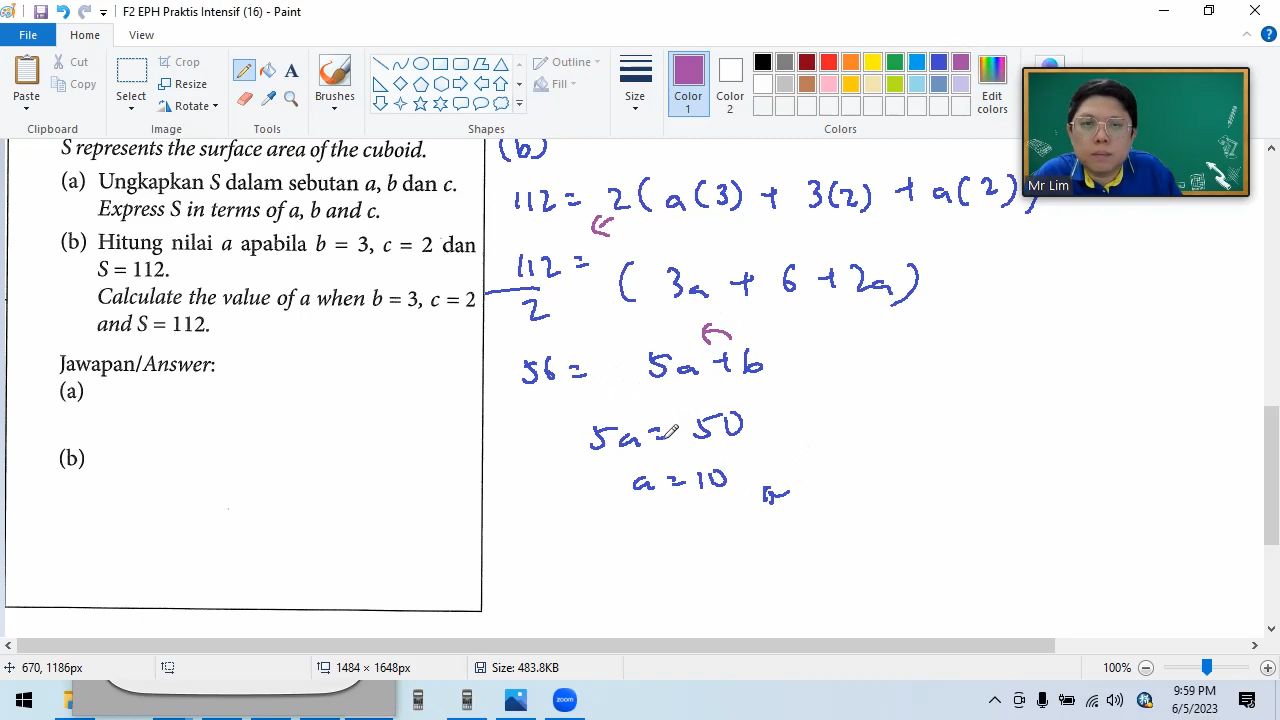 F2 EPH Praktis Intensif (16) - Paint
File Home View
Paste
Cut
Copy
Clipboard
Select
Crop
Resize
Rotate
Image
A
Tools
Brushes
Outline
Fill
Shapes
Size
Color 1
Color 2
Colors
Edit colors
Mr Lim
S represents the surface area of the cuboid.
(a) Ungkapkan S dalam sebutan a, b dan c.
Express S in terms of a, b and c.
(b) Hitung nilai a apabila b = 3, c = 2 dan
S = 112.
Calculate the value of a when b = 3, c = 2
and S = 112.
Jawapan/Answer:
(a)
(b)
(b)
112 = 2(a(3) + 3(2) + a(2))
112/2 = (3a + 6 + 2a)
56 = 5a + 6
5a = 50
a = 10
670, 1186px
1484 × 1648px
Size: 483.8KB
100%
zoom
9:59 PM
6/5/2023